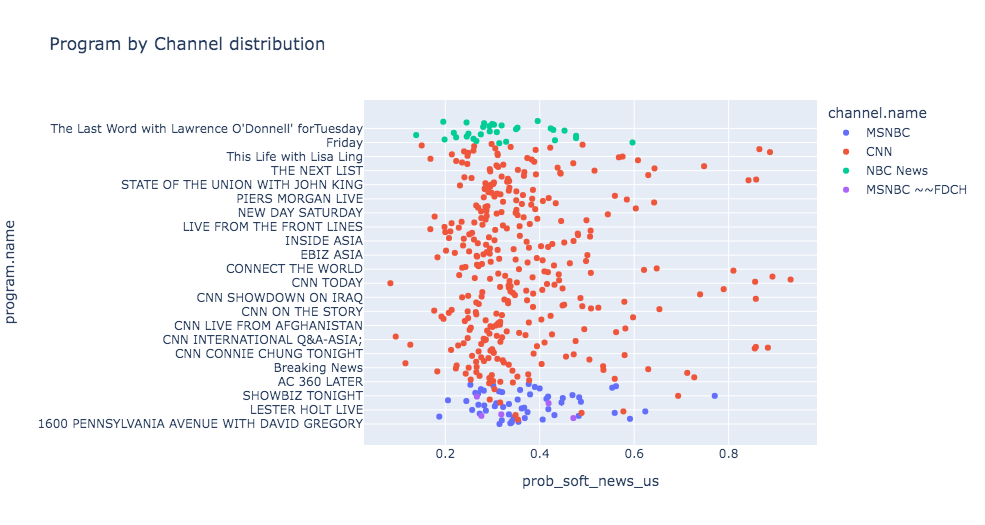 Program by Channel distribution
channel.name
MSNBC
CNN
NBC News
MSNBC ~~FDCH
program.name
The Last Word with Lawrence O'Donnell' forTuesday
Friday
This Life with Lisa Ling
THE NEXT LIST
STATE OF THE UNION WITH JOHN KING
PIERS MORGAN LIVE
NEW DAY SATURDAY
LIVE FROM THE FRONT LINES
INSIDE ASIA
EBIZ ASIA
CONNECT THE WORLD
CNN TODAY
CNN SHOWDOWN ON IRAQ
CNN ON THE STORY
CNN LIVE FROM AFGHANISTAN
CNN INTERNATIONAL Q&A-ASIA;
CNN CONNIE CHUNG TONIGHT
Breaking News
AC 360 LATER
SHOWBIZ TONIGHT
LESTER HOLT LIVE
1600 PENNSYLVANIA AVENUE WITH DAVID GREGORY
0.2 0.4 0.6 0.8
prob_soft_news_us